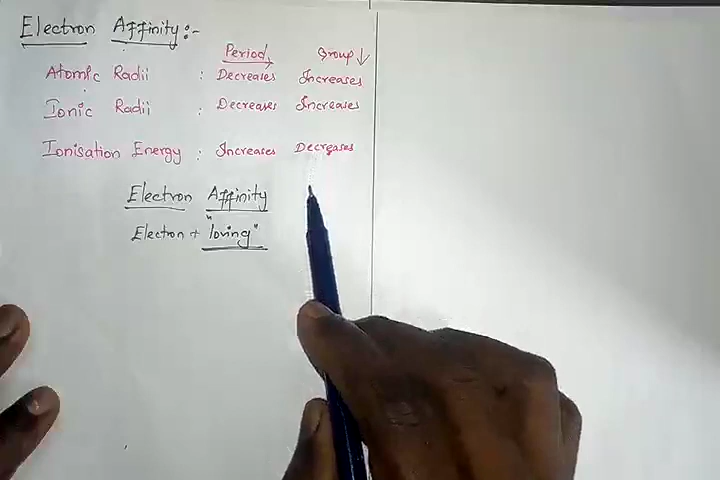 Electron Affinity:-
Period Group ↓
Atomic Radii : Decreases Increases
Ionic Radii : Decreases Increases
Ionisation Energy : Increases Decreases
Electron Affinity
Electron + "loving"